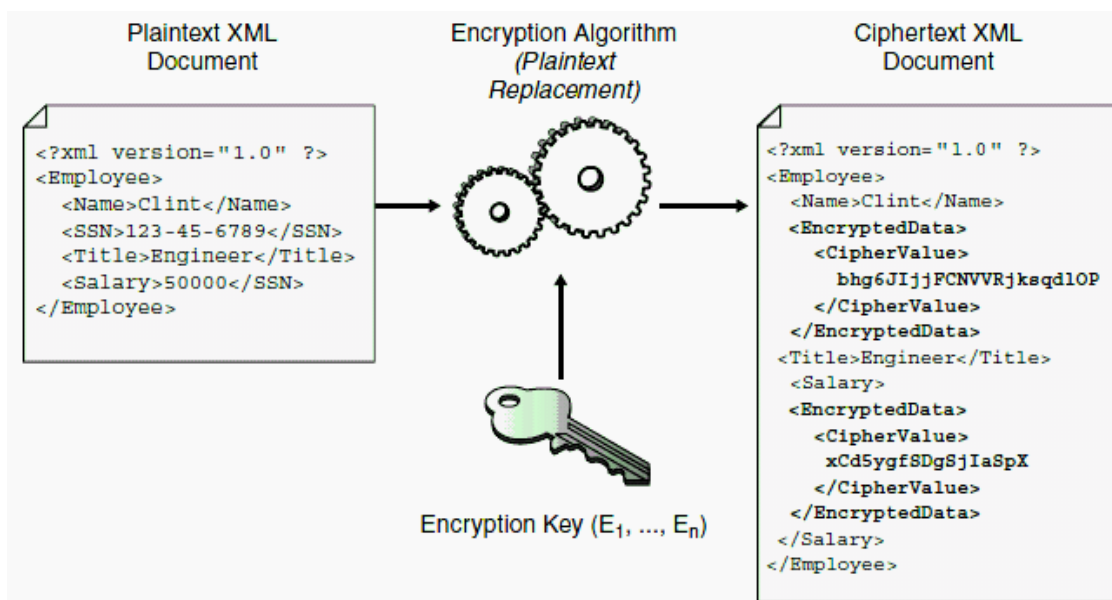 Plaintext XML
Document
<?xml version="1.0" ?>
<Employee>
<Name>Clint</Name>
<SSN>123-45-6789</SSN>
<Title>Engineer</Title>
<Salary>50000</SSN>
</Employee>
Encryption Algorithm
(Plaintext
Replacement)
Encryption Key (E1, ..., En)
Ciphertext XML
Document
<?xml version="1.0" ?>
<Employee>
<Name>Clint</Name>
<EncryptedData>
<CipherValue>
bhg6JIjjFCNVVRjksqdlOP
</CipherValue>
</EncryptedData>
<Title>Engineer</Title>
<Salary>
<EncryptedData>
<CipherValue>
xCd5ygfSDgSjIaSpX
</CipherValue>
</EncryptedData>
</Salary>
</Employee>